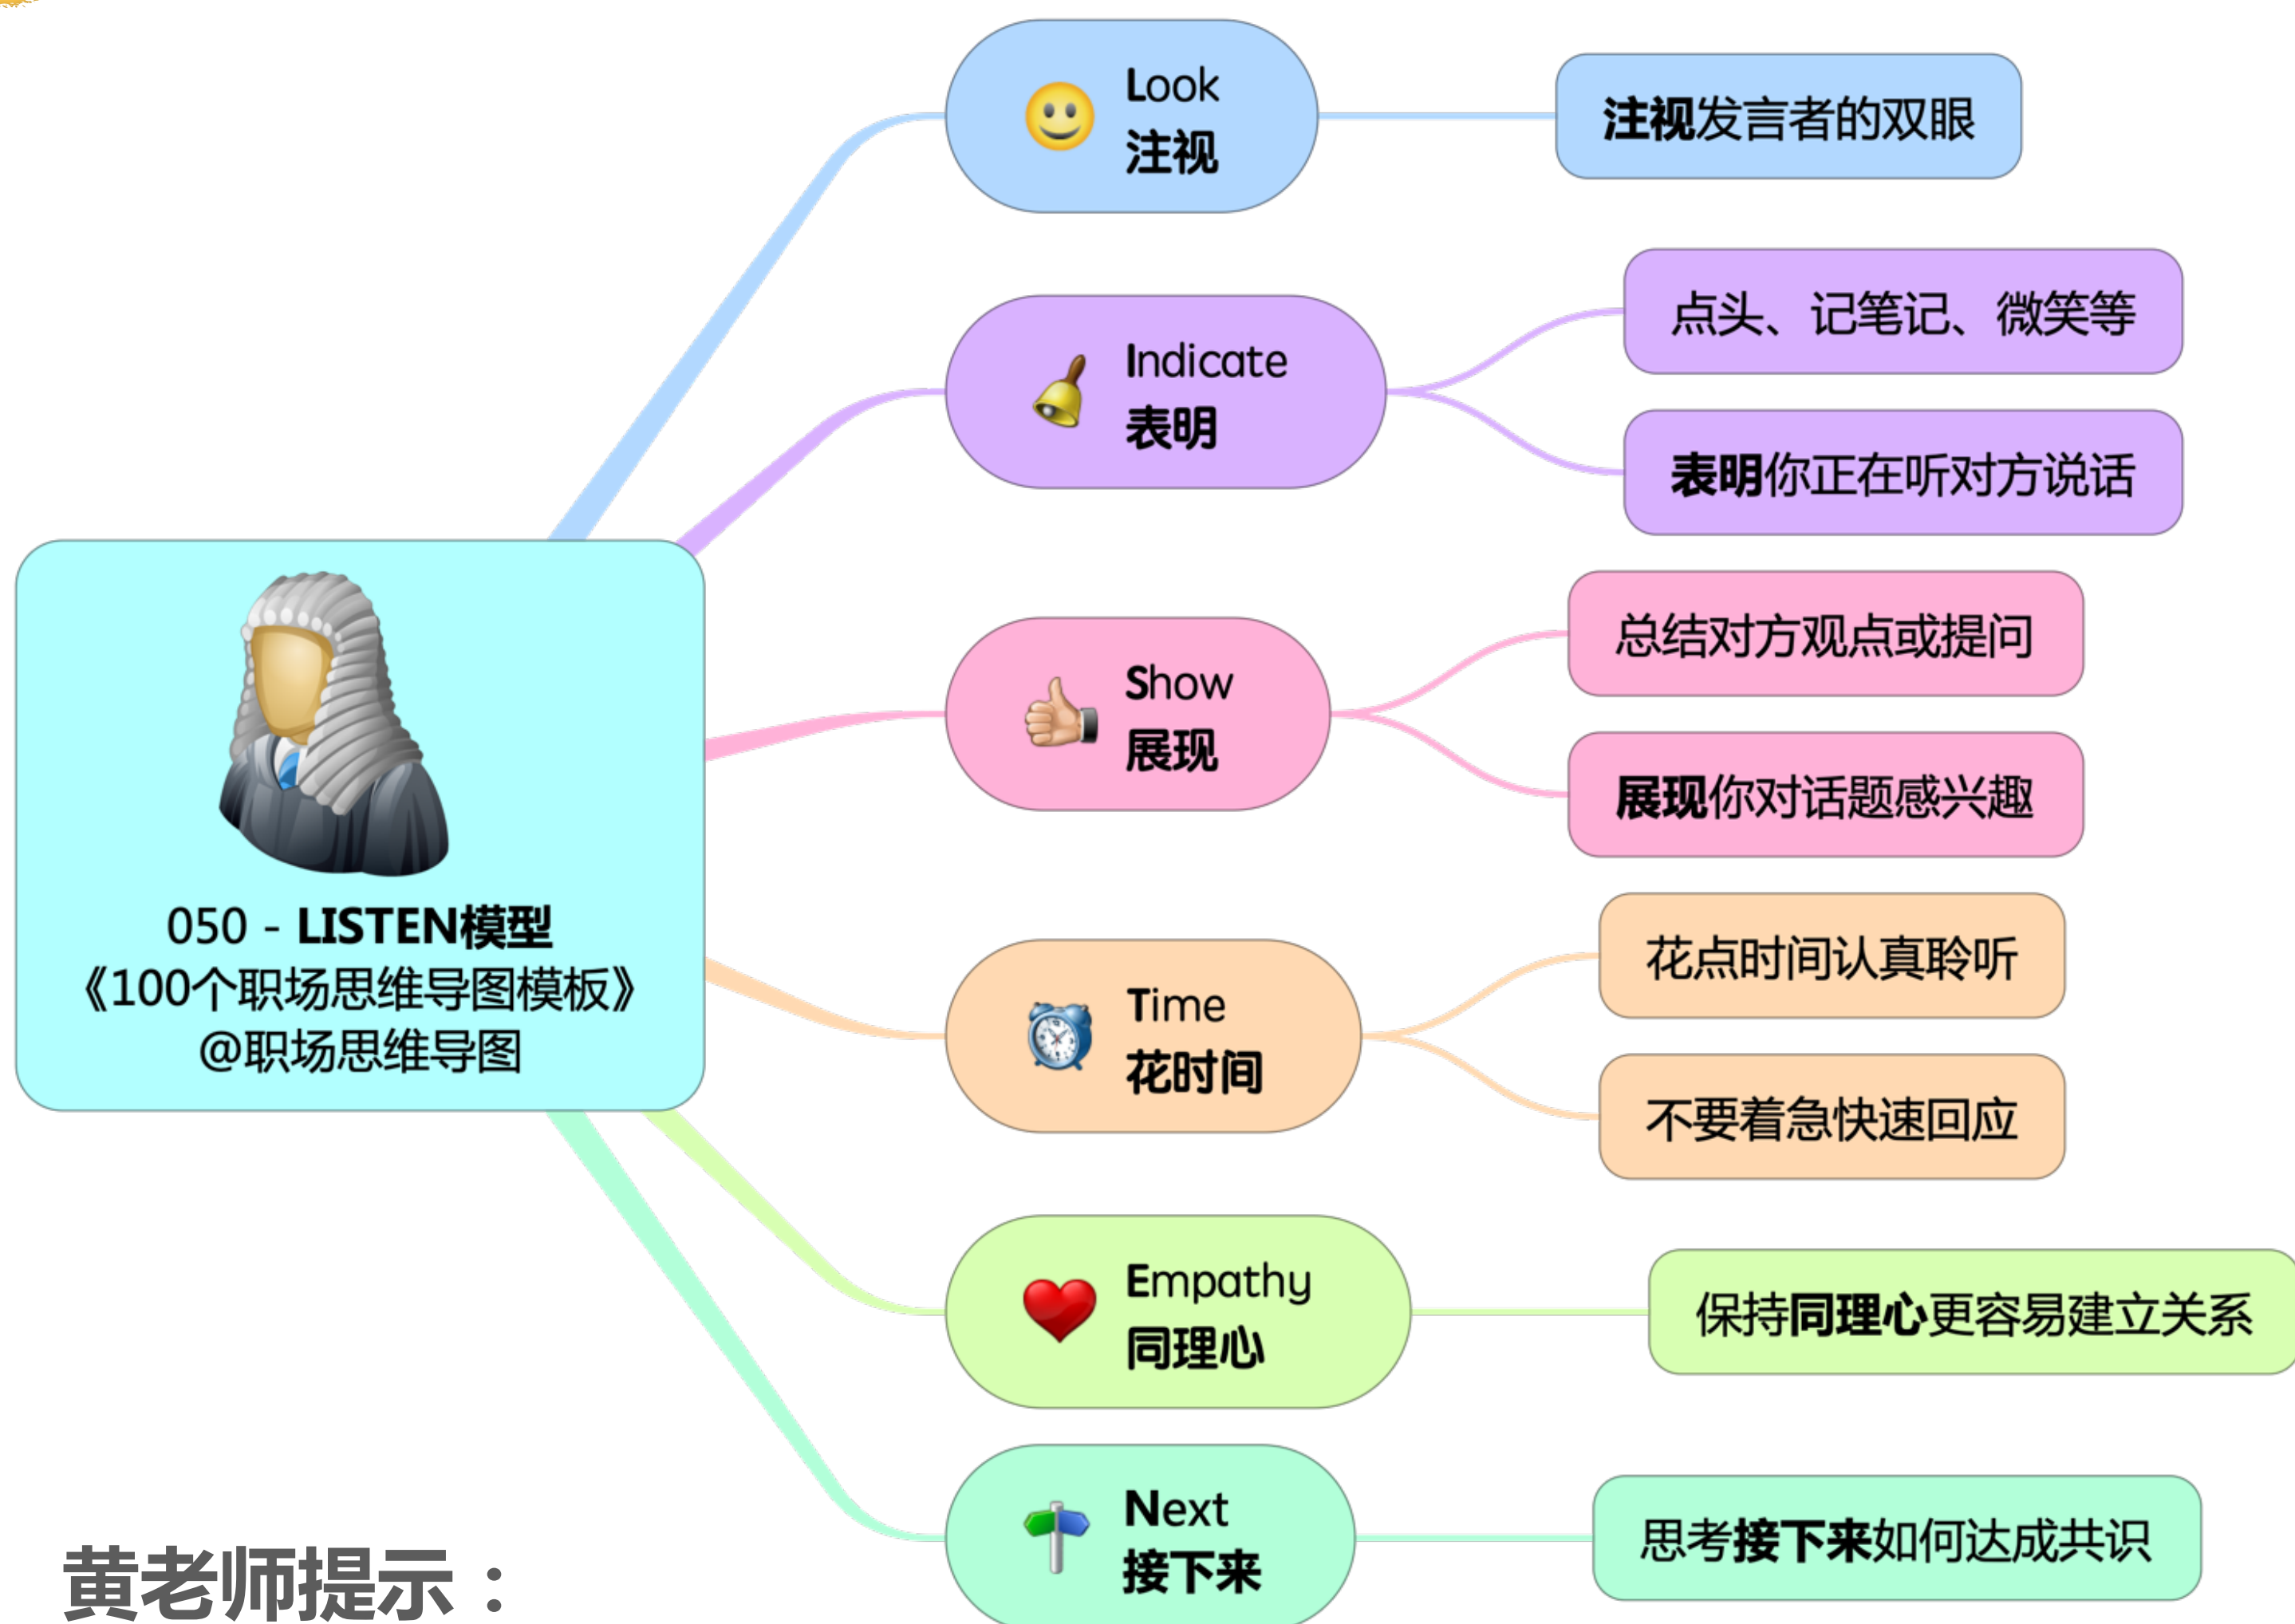 Look
注视
注视发言者的双眼
Indicate
表明
点头、记笔记、微笑等
表明你正在听对方说话
Show
展现
总结对方观点或提问
展现你对话题感兴趣
050 - LISTEN模型
《100个职场思维导图模板》
@职场思维导图
Time
花时间
花点时间认真聆听
不要着急快速回应
Empathy
同理心
保持同理心更容易建立关系
Next
接下来
思考接下来如何达成共识
黄老师提示：